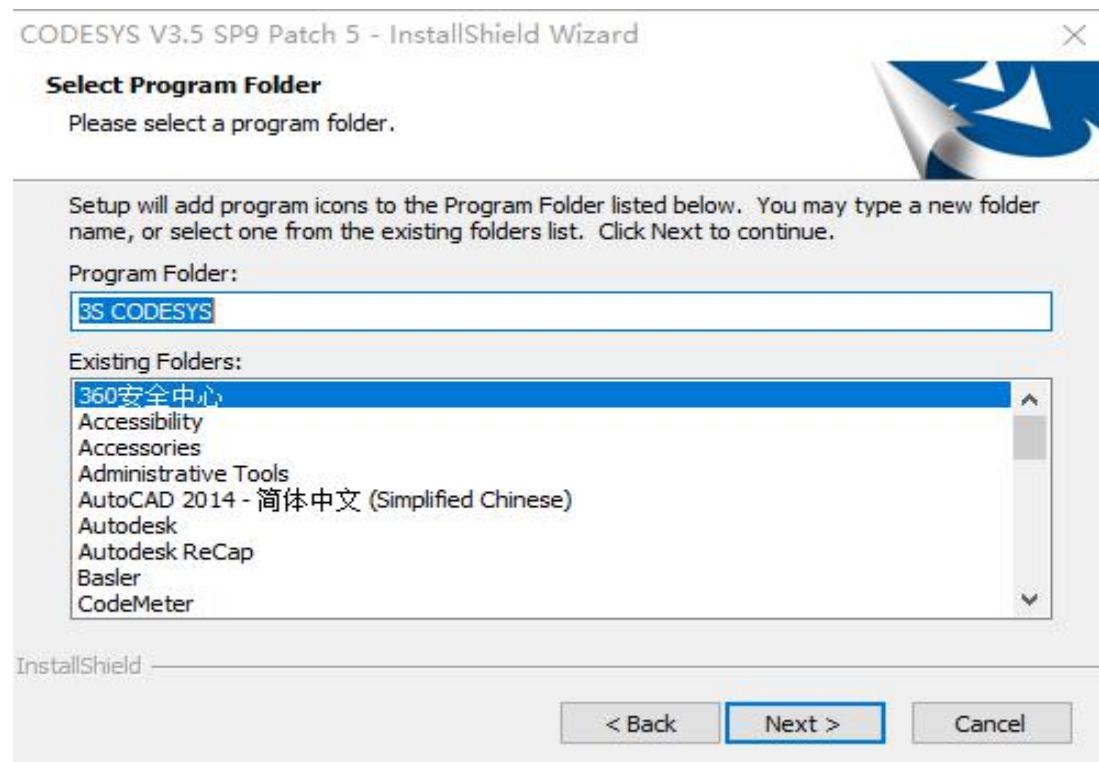 CODESYS V3.5 SP9 Patch 5 - InstallShield Wizard
Select Program Folder
Please select a program folder.
Setup will add program icons to the Program Folder listed below. You may type a new folder
name, or select one from the existing folders list. Click Next to continue.
Program Folder:
3S CODESYS
Existing Folders:
360安全中心
Accessibility
Accessories
Administrative Tools
AutoCAD 2014 - 简体中文 (Simplified Chinese)
Autodesk
Autodesk ReCap
Basler
CodeMeter
InstallShield
< Back Next > Cancel